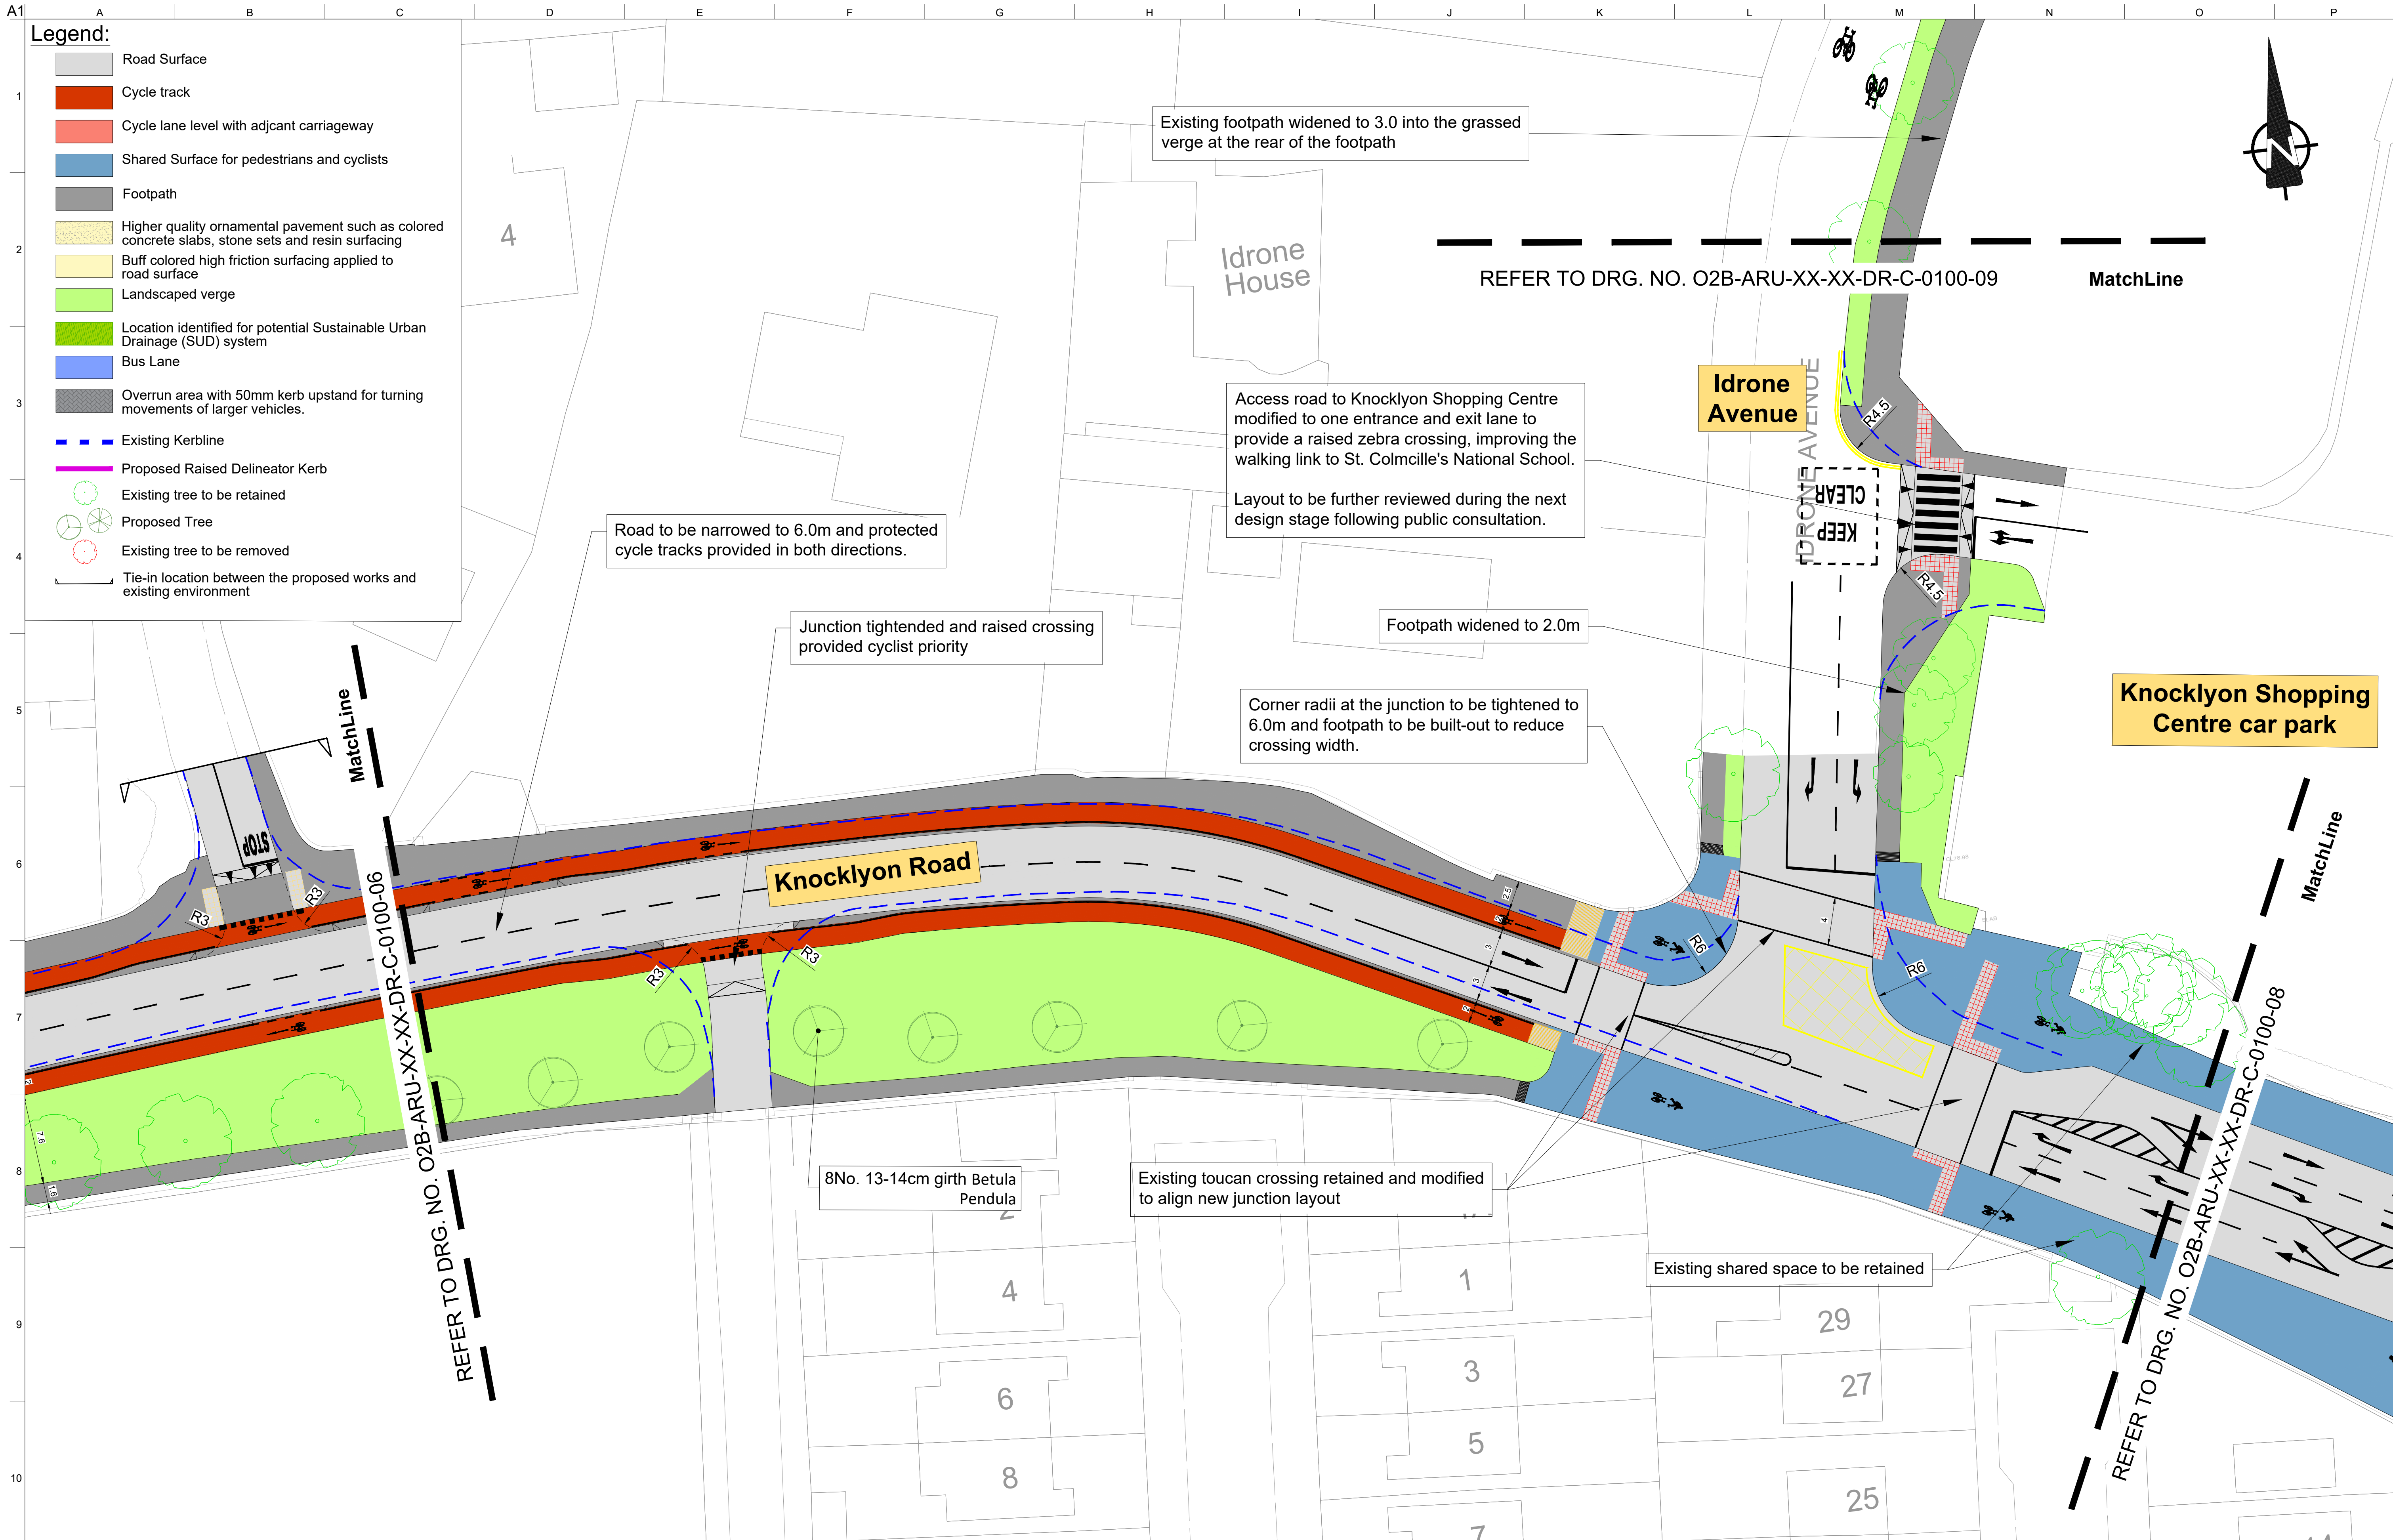 A1
A B C D E F G H I J K L M N O P
1
2
3
4
5
6
7
8
9
10
Legend:
Road Surface
Cycle track
Cycle lane level with adjcant carriageway
Shared Surface for pedestrians and cyclists
Footpath
Higher quality ornamental pavement such as colored
concrete slabs, stone sets and resin surfacing
Buff colored high friction surfacing applied to
road surface
Landscaped verge
Location identified for potential Sustainable Urban
Drainage (SUD) system
Bus Lane
Overrun area with 50mm kerb upstand for turning
movements of larger vehicles.
Existing Kerbline
Proposed Raised Delineator Kerb
Existing tree to be retained
Proposed Tree
Existing tree to be removed
Tie-in location between the proposed works and
existing environment
4
Idrone
House
Existing footpath widened to 3.0 into the grassed
verge at the rear of the footpath
N
REFER TO DRG. NO. O2B-ARU-XX-XX-DR-C-0100-09
MatchLine
Idrone
Avenue
IDRONE AVENUE
R4.5
Access road to Knocklyon Shopping Centre
modified to one entrance and exit lane to
provide a raised zebra crossing, improving the
walking link to St. Colmcille's National School.
Layout to be further reviewed during the next
design stage following public consultation.
KEEP
CLEAR
R4.5
Road to be narrowed to 6.0m and protected
cycle tracks provided in both directions.
Junction tightended and raised crossing
provided cyclist priority
Footpath widened to 2.0m
Corner radii at the junction to be tightened to
6.0m and footpath to be built-out to reduce
crossing width.
Knocklyon Shopping
Centre car park
MatchLine
REFER TO DRG. NO. O2B-ARU-XX-XX-DR-C-0100-06
STOP
R3
R3
Knocklyon Road
R3
R3
2.5
2
3
3
2
R6
4
R6
MatchLine
REFER TO DRG. NO. O2B-ARU-XX-XX-DR-C-0100-08
7.6
1.6
8No. 13-14cm girth Betula
Pendula
Existing toucan crossing retained and modified
to align new junction layout
Existing shared space to be retained
2
4
6
8
1
3
5
7
29
27
25